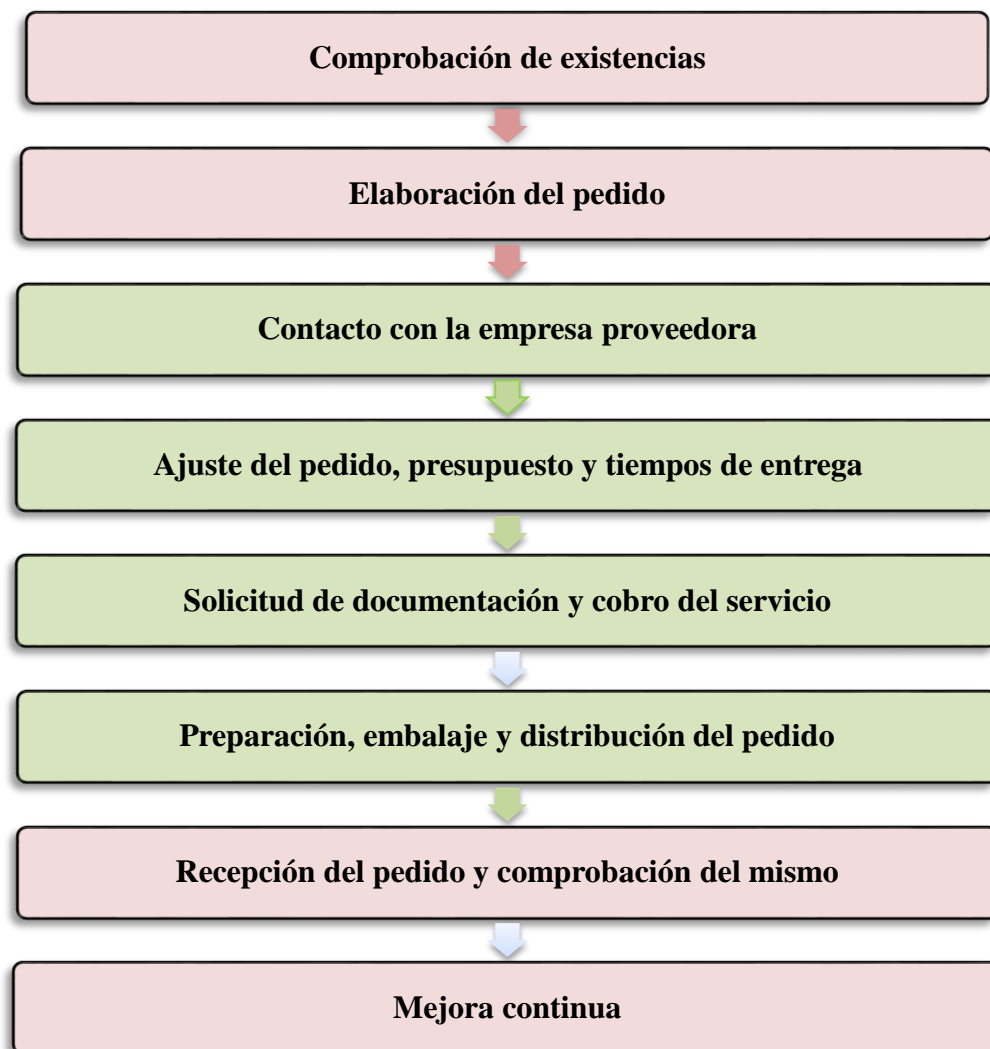 Comprobación de existencias
Elaboración del pedido
Contacto con la empresa proveedora
Ajuste del pedido, presupuesto y tiempos de entrega
Solicitud de documentación y cobro del servicio
Preparación, embalaje y distribución del pedido
Recepción del pedido y comprobación del mismo
Mejora continua